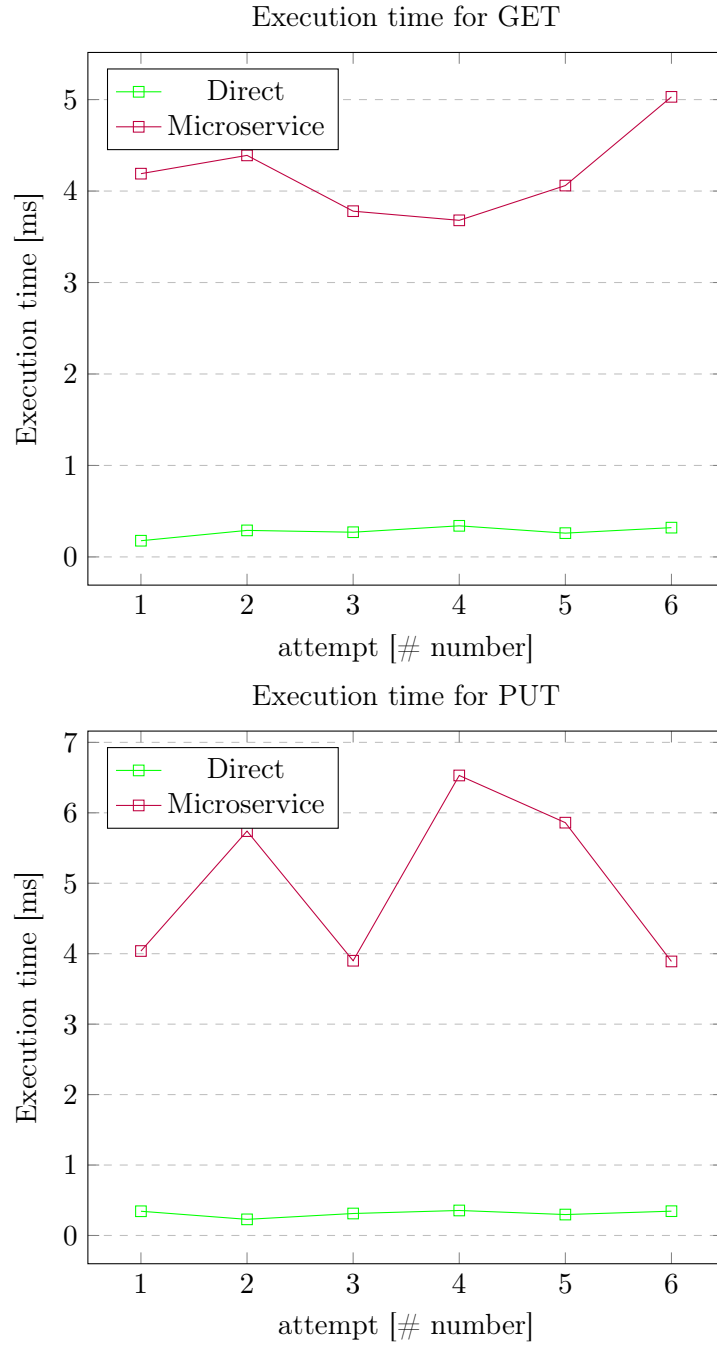 Execution time for GET
Direct
Microservice
Execution time [ms]
5
4
3
2
1
0
1 2 3 4 5 6
attempt [# number]
Execution time for PUT
Direct
Microservice
Execution time [ms]
7
6
5
4
3
2
1
0
1 2 3 4 5 6
attempt [# number]